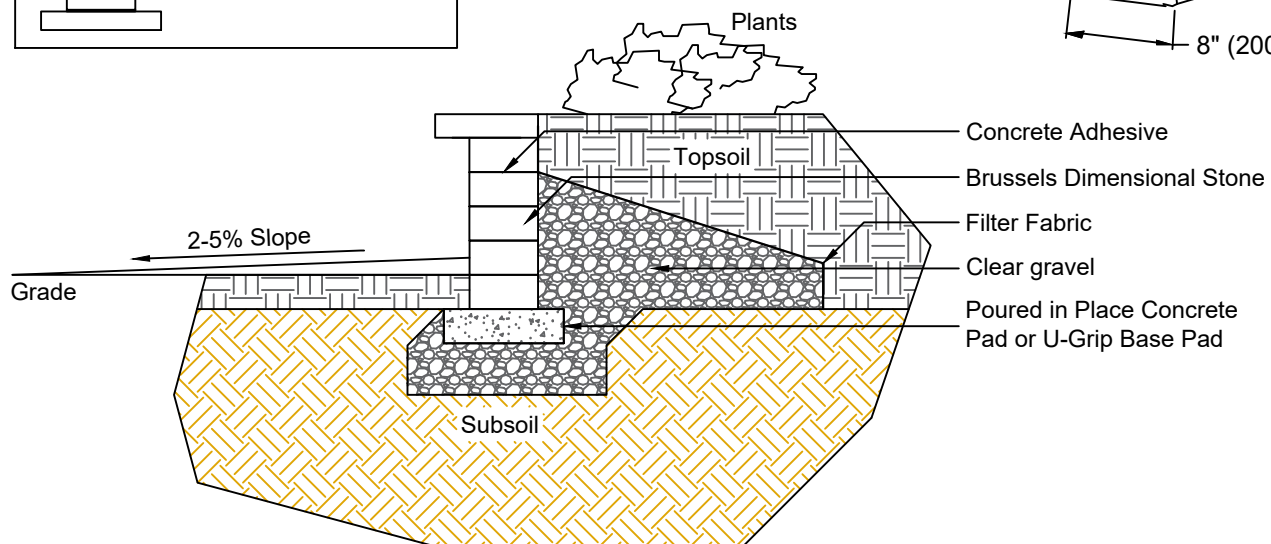 Plants
8" (200
Concrete Adhesive
Topsoil
Brussels Dimensional Stone
Filter Fabric
2-5% Slope
Clear gravel
Grade
Poured in Place Concrete
Pad or U-Grip Base Pad
Subsoil